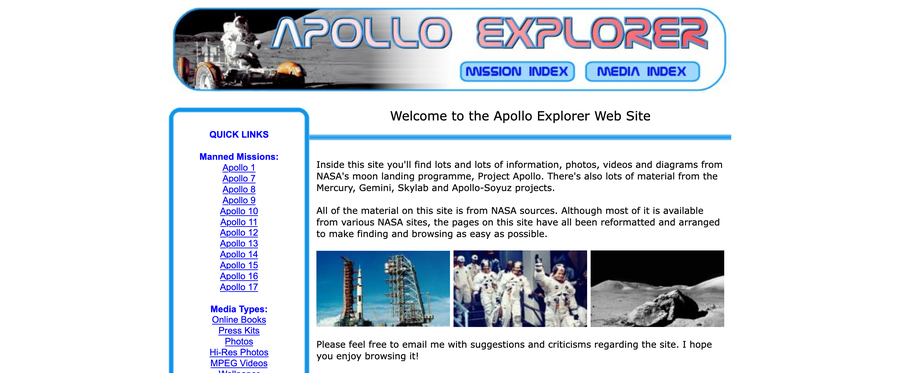 APOLLO EXPLORER
MISSION INDEX
MEDIA INDEX
QUICK LINKS
Manned Missions:
Apollo 1
Apollo 7
Apollo 8
Apollo 9
Apollo 10
Apollo 11
Apollo 12
Apollo 13
Apollo 14
Apollo 15
Apollo 16
Apollo 17
Media Types:
Online Books
Press Kits
Photos
Hi-Res Photos
MPEG Videos
Welcome to the Apollo Explorer Web Site
Inside this site you'll find lots and lots of information, photos, videos and diagrams from
NASA's moon landing programme, Project Apollo. There's also lots of material from the
Mercury, Gemini, Skylab and Apollo-Soyuz projects.
All of the material on this site is from NASA sources. Although most of it is available
from various NASA sites, the pages on this site have all been reformatted and arranged
to make finding and browsing as easy as possible.
Please feel free to email me with suggestions and criticisms regarding the site. I hope
you enjoy browsing it!